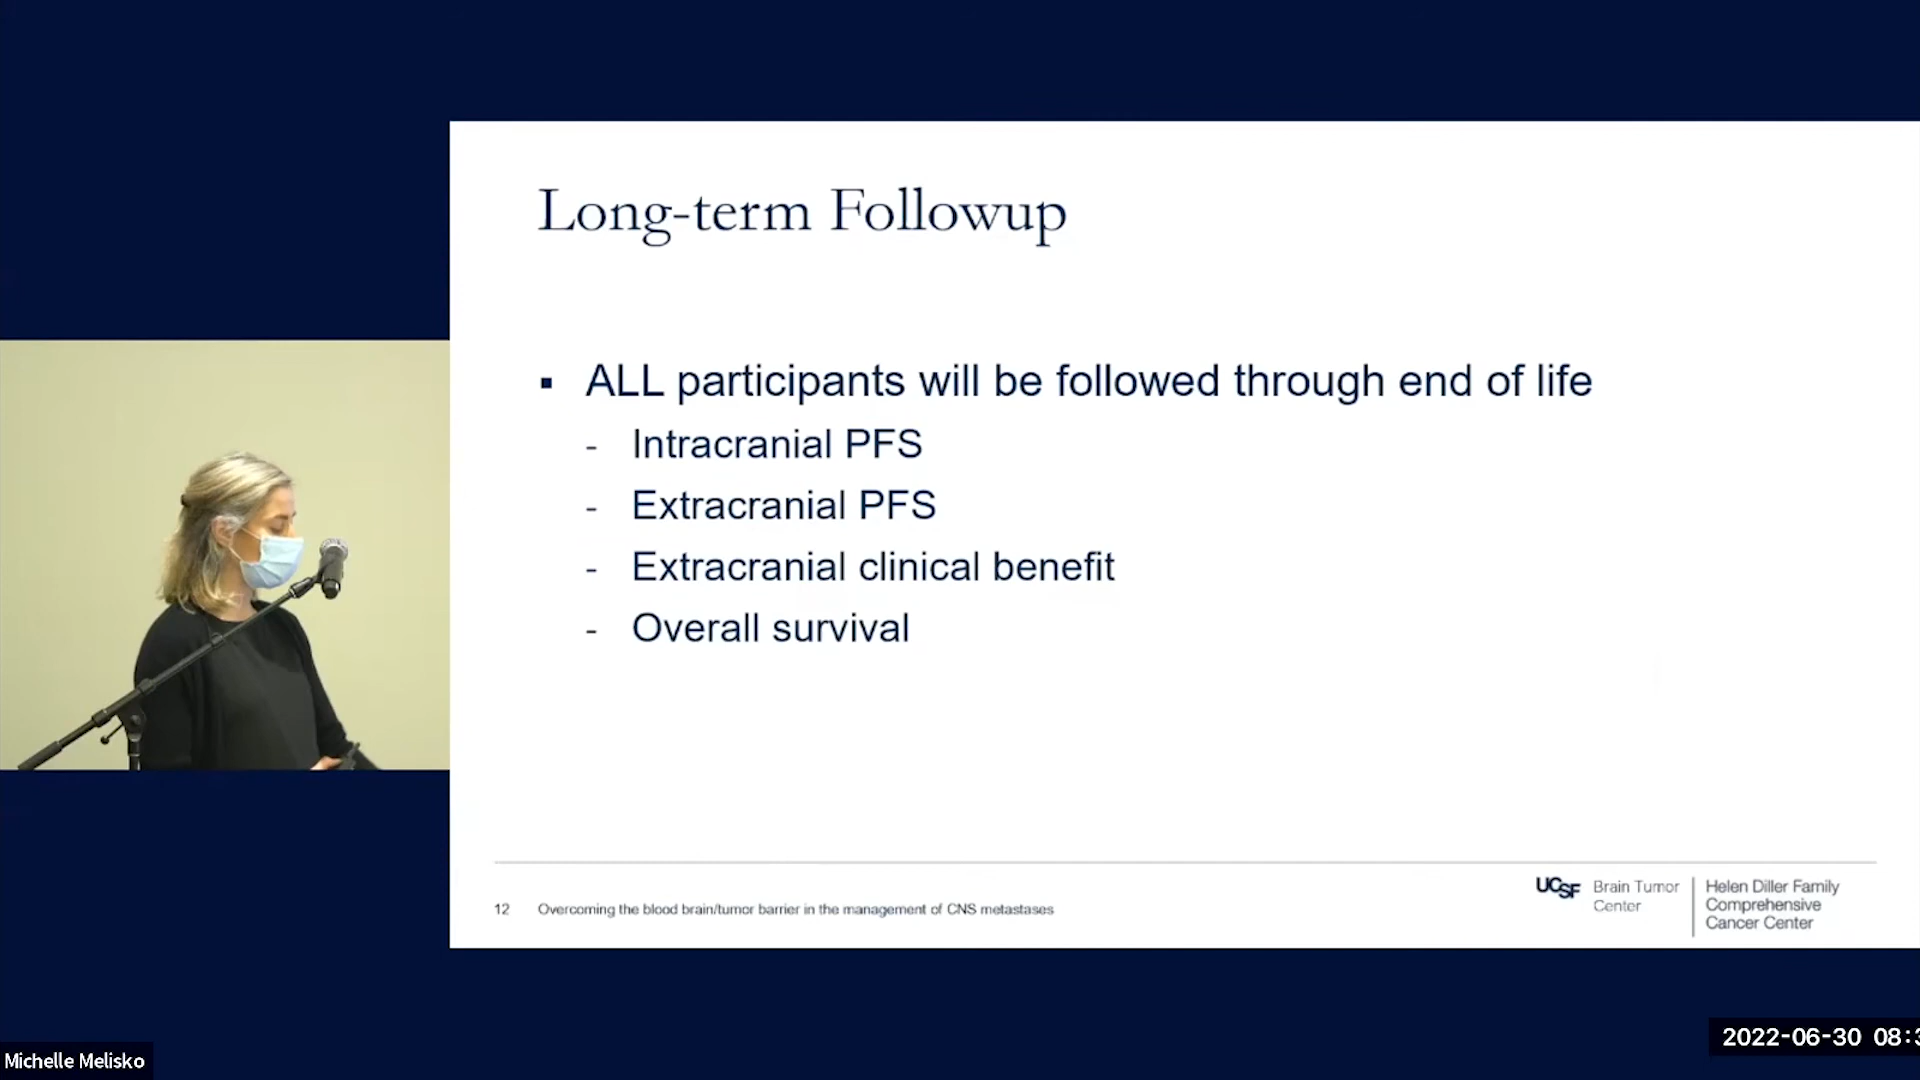 Long-term Followup
▪ ALL participants will be followed through end of life
- Intracranial PFS
- Extracranial PFS
- Extracranial clinical benefit
- Overall survival
12 Overcoming the blood brain/tumor barrier in the management of CNS metastases
UCSF Brain Tumor Center
Helen Diller Family
Comprehensive
Cancer Center
2022-06-30 08:3
Michelle Melisko